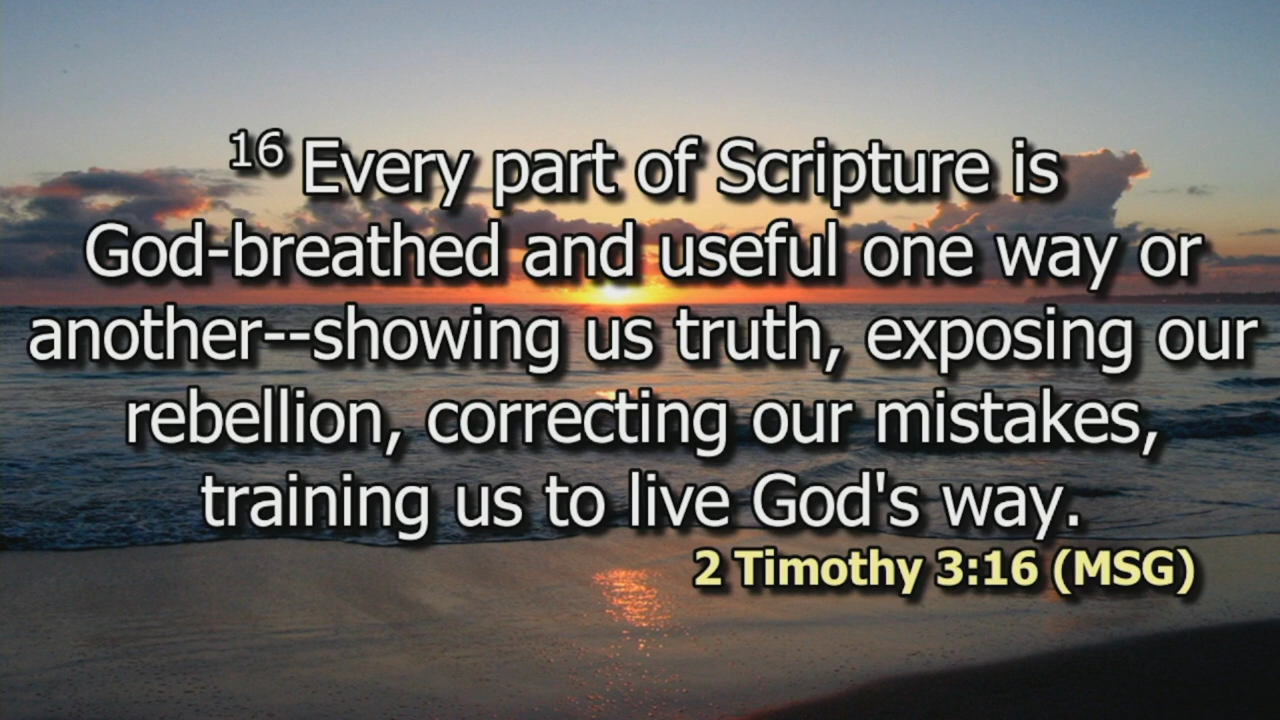 16 Every part of Scripture is
God-breathed and useful one way or
another--showing us truth, exposing our
rebellion, correcting our mistakes,
training us to live God's way.
2 Timothy 3:16 (MSG)